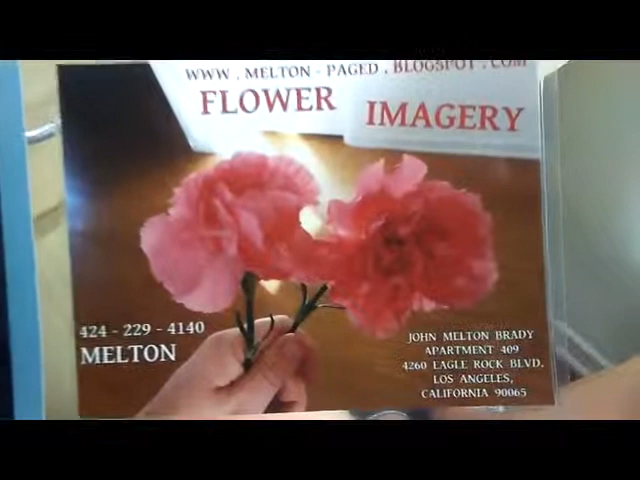 WWW . MELTON - PAGED . BLOGSPOT . COM
FLOWER IMAGERY
424 - 229 - 4140
MELTON
JOHN MELTON BRADY
APARTMENT 409
4260 EAGLE ROCK BLVD.
LOS ANGELES,
CALIFORNIA 90065